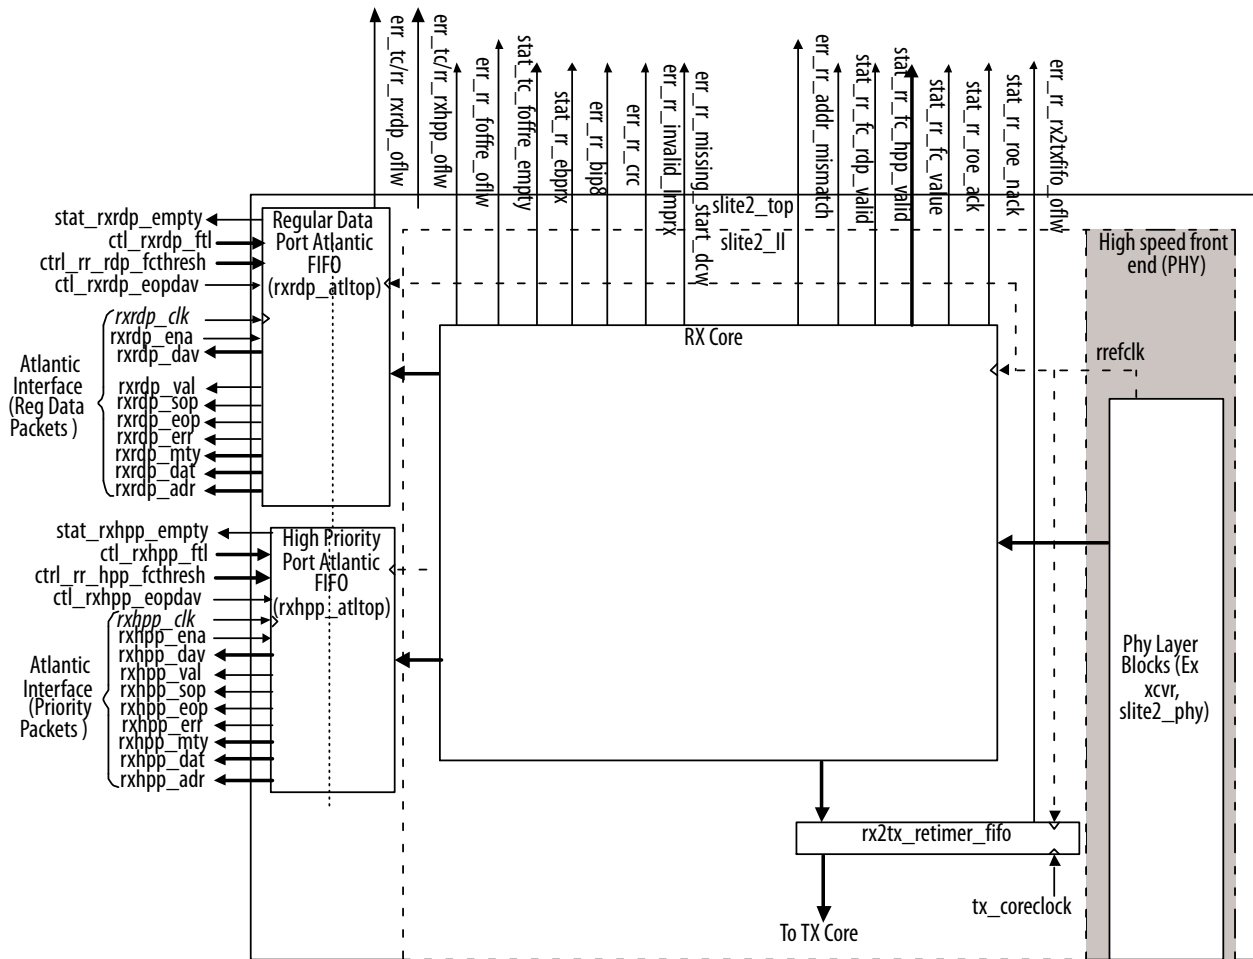 err_tc/rr_rxrdp_oflw
err_tc/rr_rxhpp_oflw
err_rr_foffre_oflw
stat_tc_foffre_empty
stat_rr_ebprx
err_rr_bip8
err_rr_crc
err_rr_invalid_lmprx
err_rr_missing_start_dcw
err_rr_addr_mismatch
stat_rr_fc_rdp_valid
stat_rr_fc_hpp_valid
stat_rr_fc_value
stat_rr_roe_ack
stat_rr_roe_nack
err_rr_rx2txfifo_oflw
slite2_top
slite2_ll
stat_rxrdp_empty
ctl_rxrdp_ftl
ctrl_rr_rdp_fcthresh
ctl_rxrdp_eopdav
rxrdp_clk
rxrdp_ena
rxrdp_dav
rxrdp_val
rxrdp_sop
rxrdp_eop
rxrdp_err
rxrdp_mty
rxrdp_dat
rxrdp_adr
Atlantic
Interface
(Reg Data
Packets )
Regular Data
Port Atlantic
FIFO
(rxrdp_atltop)
RX Core
High speed front
end (PHY)
rrefclk
stat_rxhpp_empty
ctl_rxhpp_ftl
ctrl_rr_hpp_fcthresh
ctl_rxhpp_eopdav
rxhpp_clk
rxhpp_ena
rxhpp_dav
rxhpp_val
rxhpp_sop
rxhpp_eop
rxhpp_err
rxhpp_mty
rxhpp_dat
rxhpp_adr
Atlantic
Interface
(Priority
Packets )
High Priority
Port Atlantic
FIFO
(rxhpp_atltop)
Phy Layer
Blocks (Ex
xcvr,
slite2_phy)
rx2tx_retimer_fifo
tx_coreclock
To TX Core